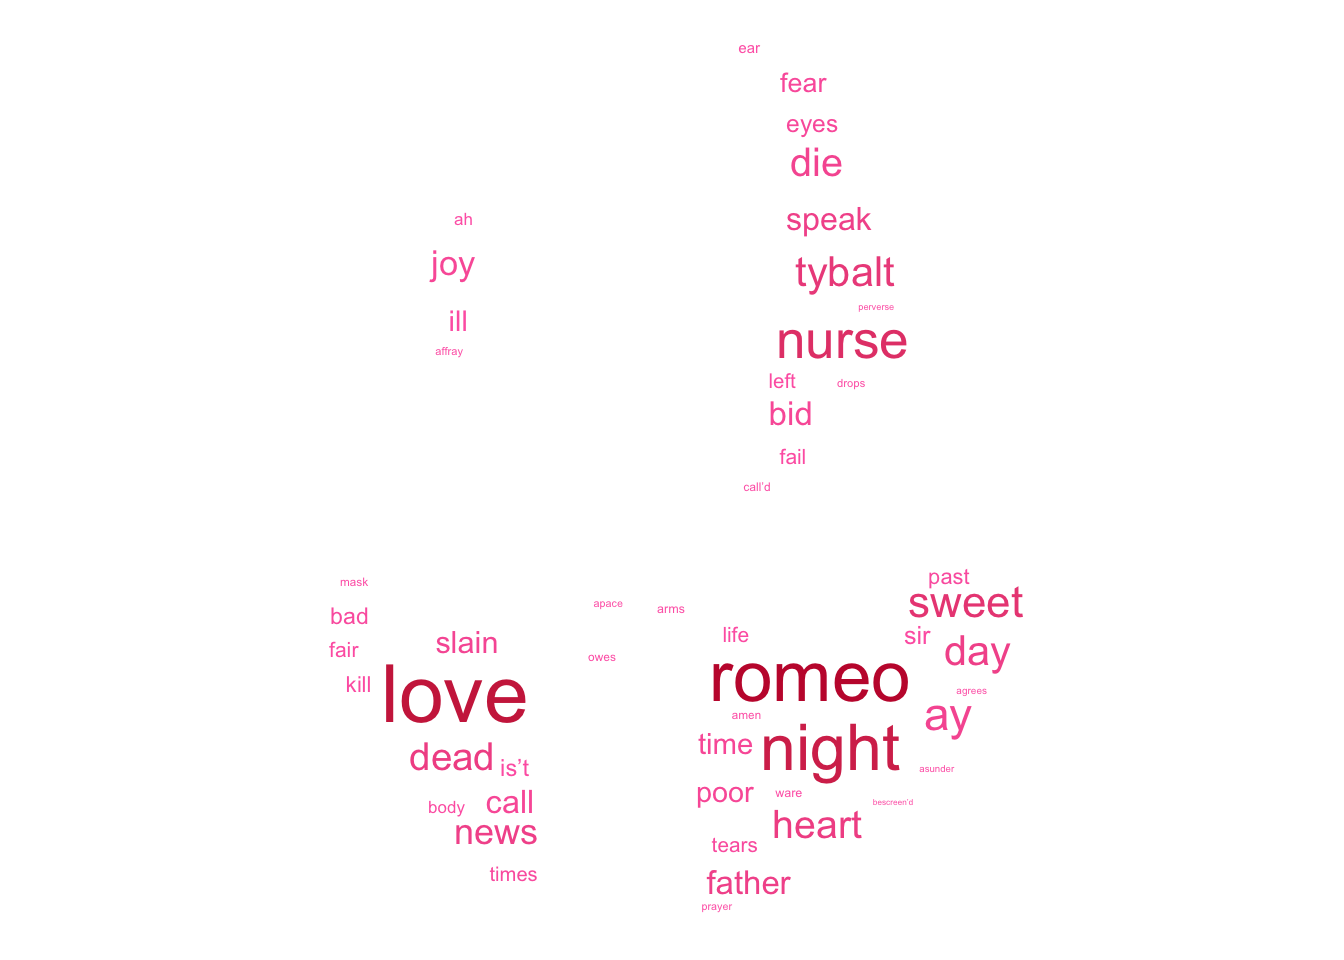 ear
fear
eyes
die
ah
speak
joy
tybalt
perverse
ill
nurse
affray
left
drops
bid
fail
call’d
past
mask
sweet
apace
arms
bad
life
sir
slain
fair
day
owes
kill
romeo
agrees
love
amen
ay
time
night
dead
is’t
asunder
poor
ware
call
bescreen’d
body
heart
news
tears
times
father
prayer